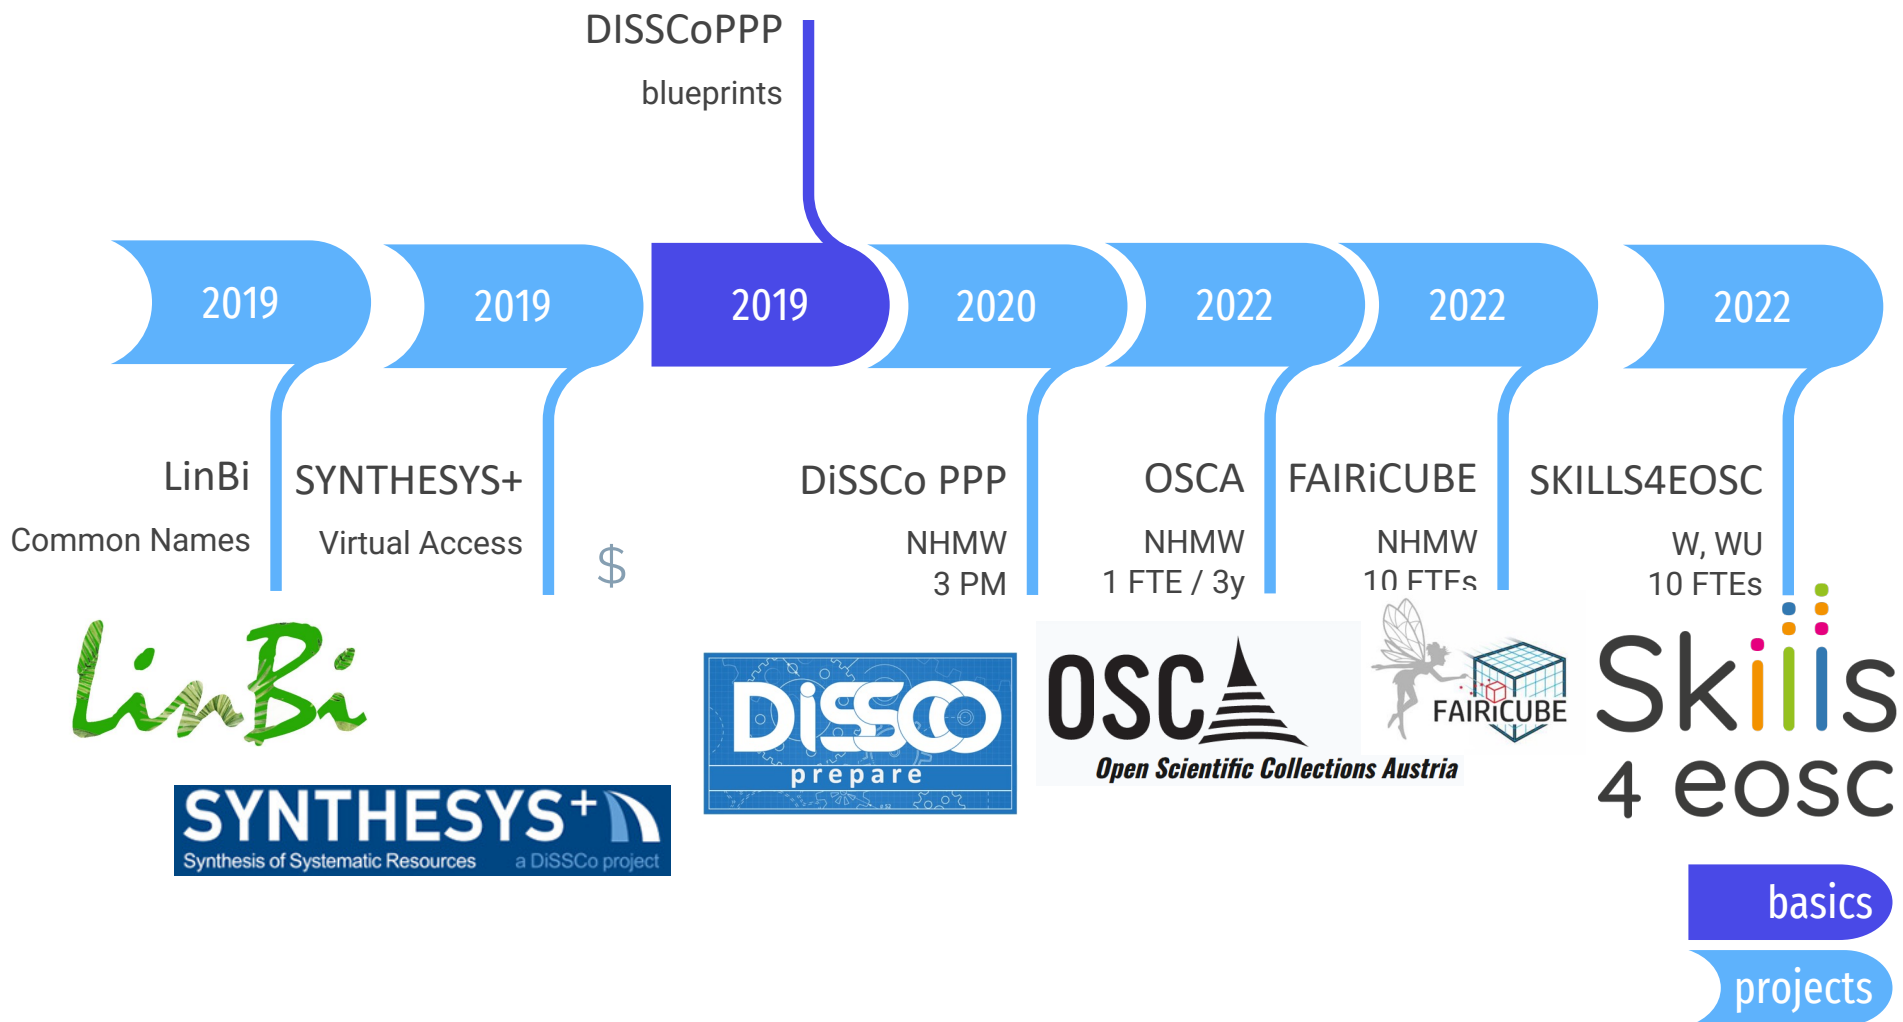 DISSCoPPP
blueprints
2019
2019
2019
2020
2022
2022
2022
LinBi
Common Names
SYNTHESYS+
Virtual Access
$
DiSSCo PPP
NHMW
3 PM
OSCA
NHMW
1 FTE / 3y
FAIRiCUBE
NHMW
10 FTEs
SKILLS4EOSC
W, WU
10 FTEs
LinBi
SYNTHESYS+
Synthesis of Systematic Resources a DiSSCo project
DiSSCo
prepare
OSCA
Open Scientific Collections Austria
FAIRiCUBE
Skills
4 eosc
basics
projects